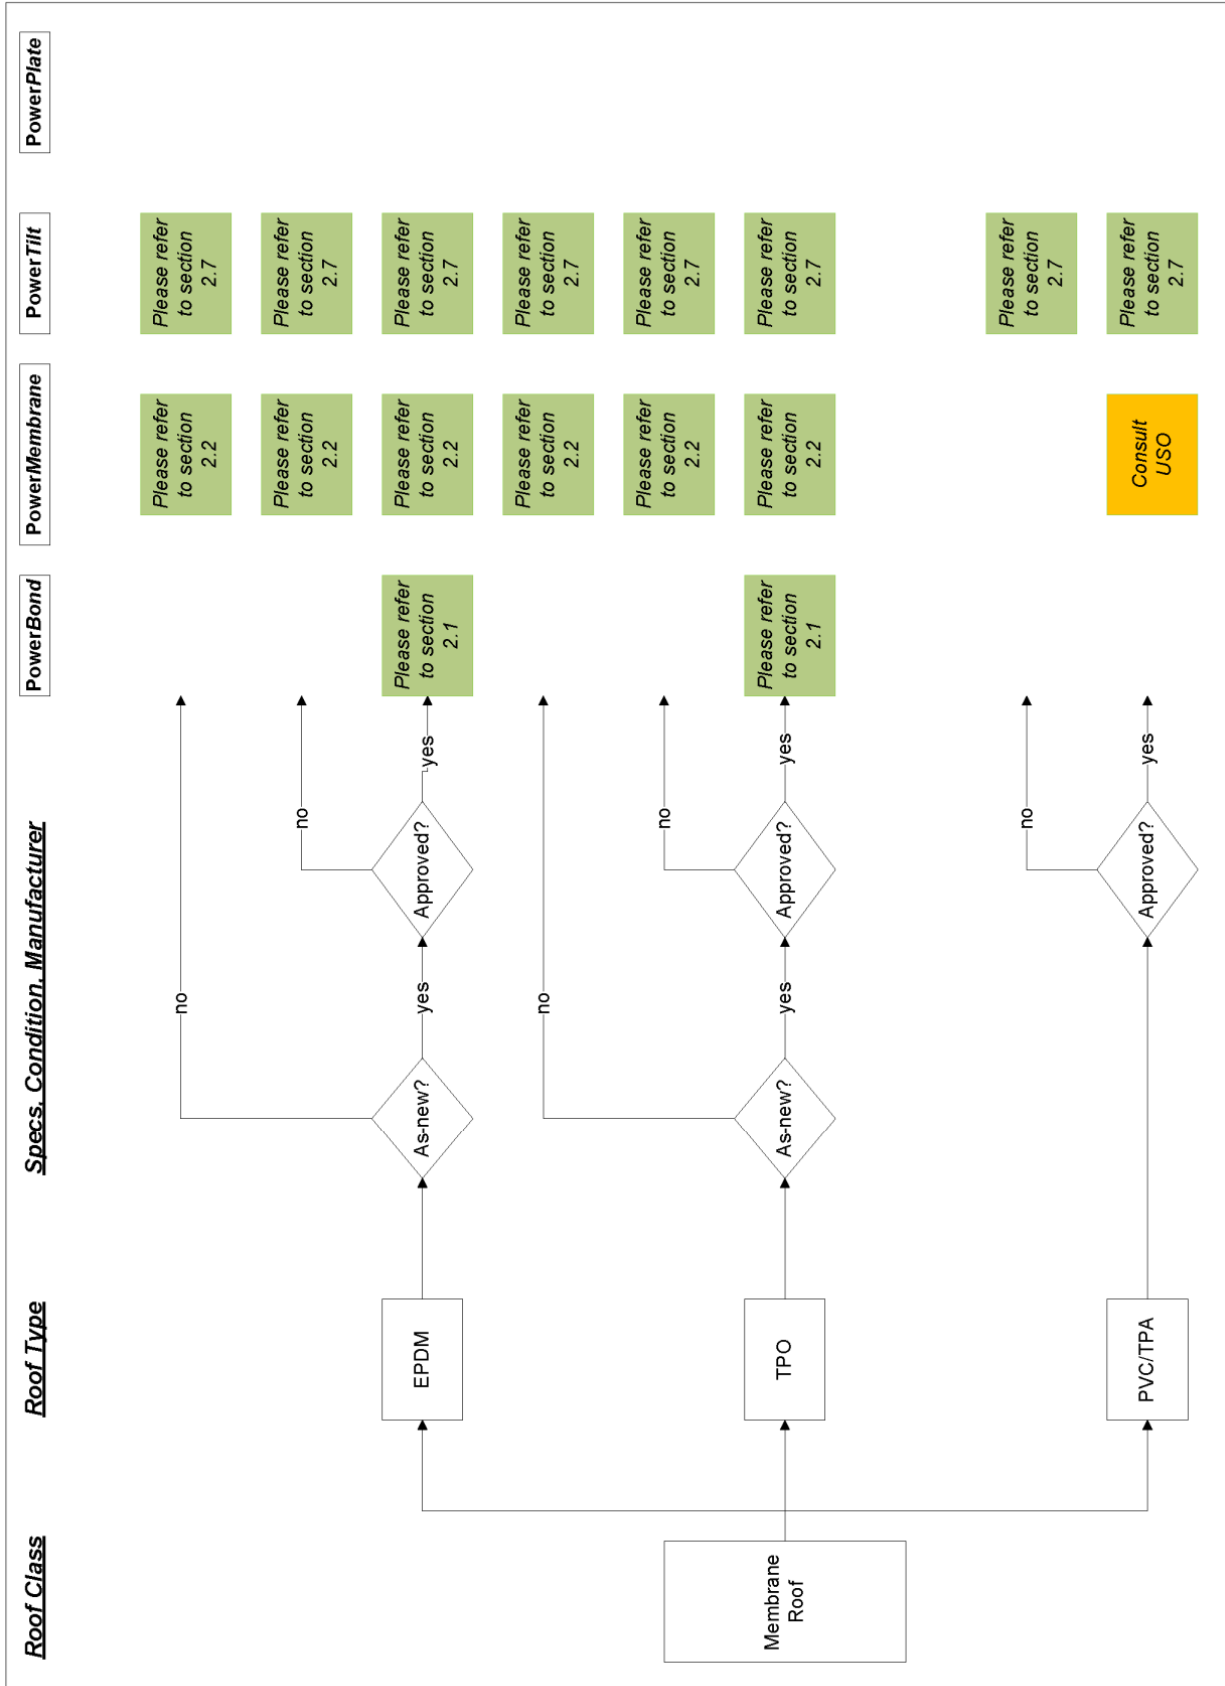 Roof Class
Roof Type
Specs, Condition, Manufacturer
PowerBond
PowerMembrane
PowerTilt
PowerPlate
no
Please refer
to section
2.2
Please refer
to section
2.7
no
Please refer
to section
2.2
Please refer
to section
2.7
EPDM
As-new?
yes
Approved?
yes
Please refer
to section
2.1
Please refer
to section
2.2
Please refer
to section
2.7
no
Please refer
to section
2.2
Please refer
to section
2.7
no
Please refer
to section
2.2
Please refer
to section
2.7
Membrane
Roof
TPO
As-new?
yes
Approved?
yes
Please refer
to section
2.1
Please refer
to section
2.2
Please refer
to section
2.7
no
Please refer
to section
2.7
PVC/TPA
Approved?
yes
Consult
USO
Please refer
to section
2.7